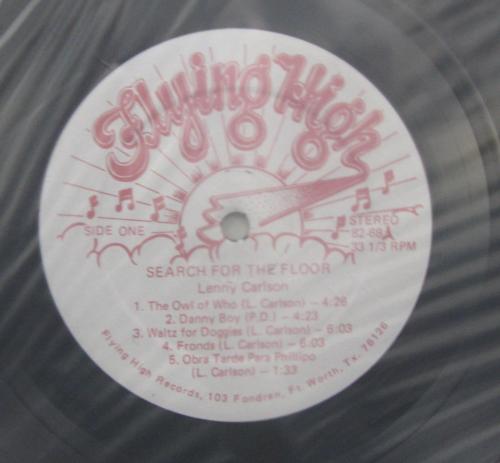 Flying High
SIDE ONE
STEREO
82-68A
33 1/3 RPM
SEARCH FOR THE FLOOR
Lenny Carlson
1. The Owl of Who (L. Carlson) – 4:26
2. Danny Boy (P.D.) – 4:23
3. Waltz for Doggies (L. Carlson) – 6:03
4. Fronds (L. Carlson) – 6:03
5. Obra Tarde Para Phillipo
(L. Carlson) – 1:33
Flying High Records, 103 Fondren, Ft. Worth, Tx. 76136